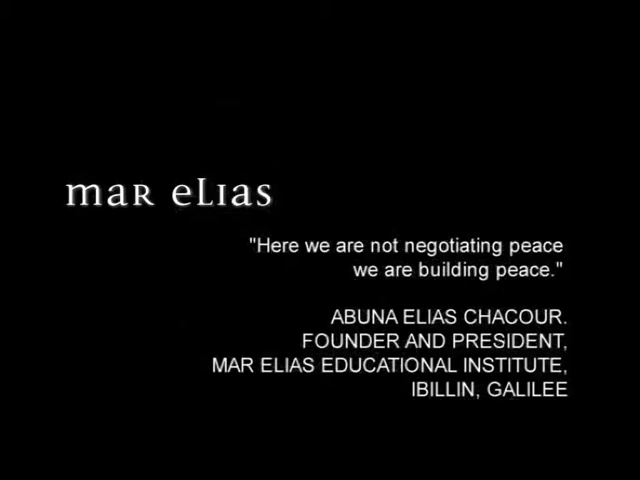 mar eLias
"Here we are not negotiating peace
we are building peace."
ABUNA ELIAS CHACOUR.
FOUNDER AND PRESIDENT,
MAR ELIAS EDUCATIONAL INSTITUTE,
IBILLIN, GALILEE